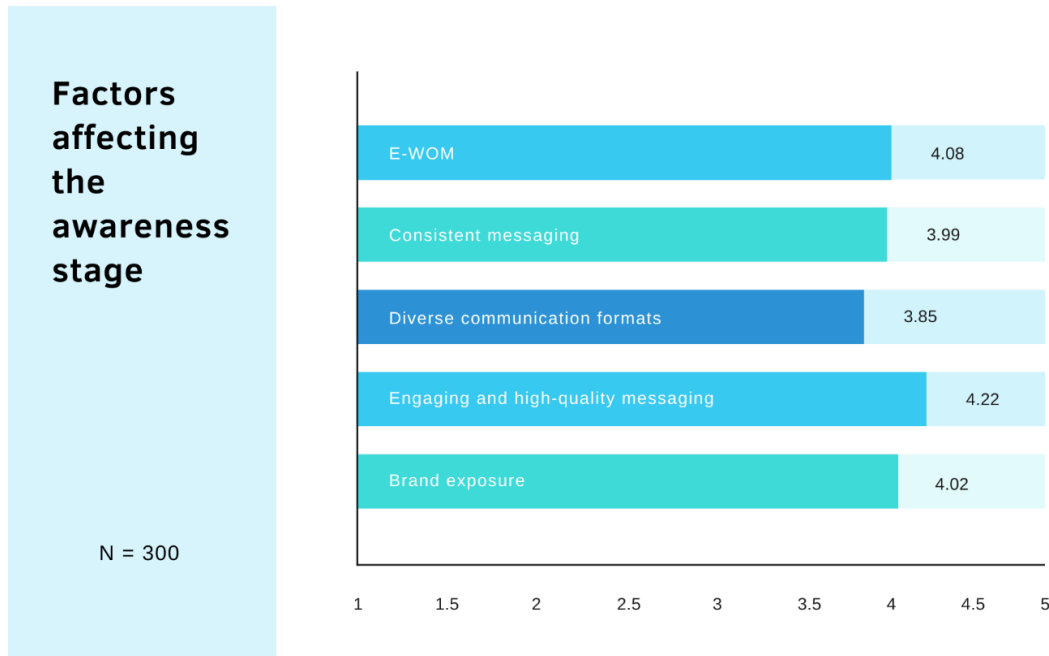 Factors
affecting
the
awareness
stage
N = 300
E-WOM
4.08
Consistent messaging
3.99
Diverse communication formats
3.85
Engaging and high-quality messaging
4.22
Brand exposure
4.02
1 1.5 2 2.5 3 3.5 4 4.5 5